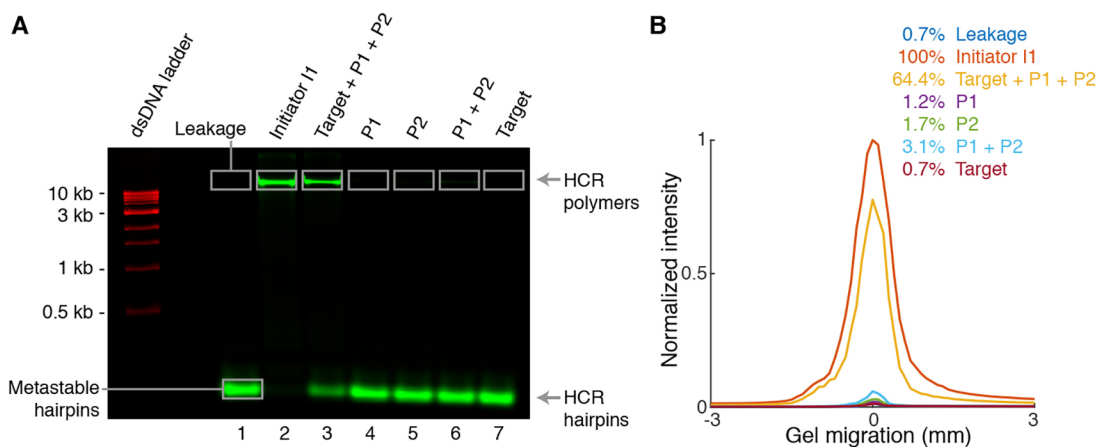 A
dsDNA ladder
Leakage
Initiator I1
Target + P1 + P2
P1
P2
P1 + P2
Target
10 kb -
3 kb -
1 kb -
0.5 kb -
HCR
polymers
Metastable
hairpins
HCR
hairpins
1 2 3 4 5 6 7
B
0.7% Leakage
100% Initiator I1
64.4% Target + P1 + P2
1.2% P1
1.7% P2
3.1% P1 + P2
0.7% Target
Normalized intensity
1
0.5
0
-3 0 3
Gel migration (mm)